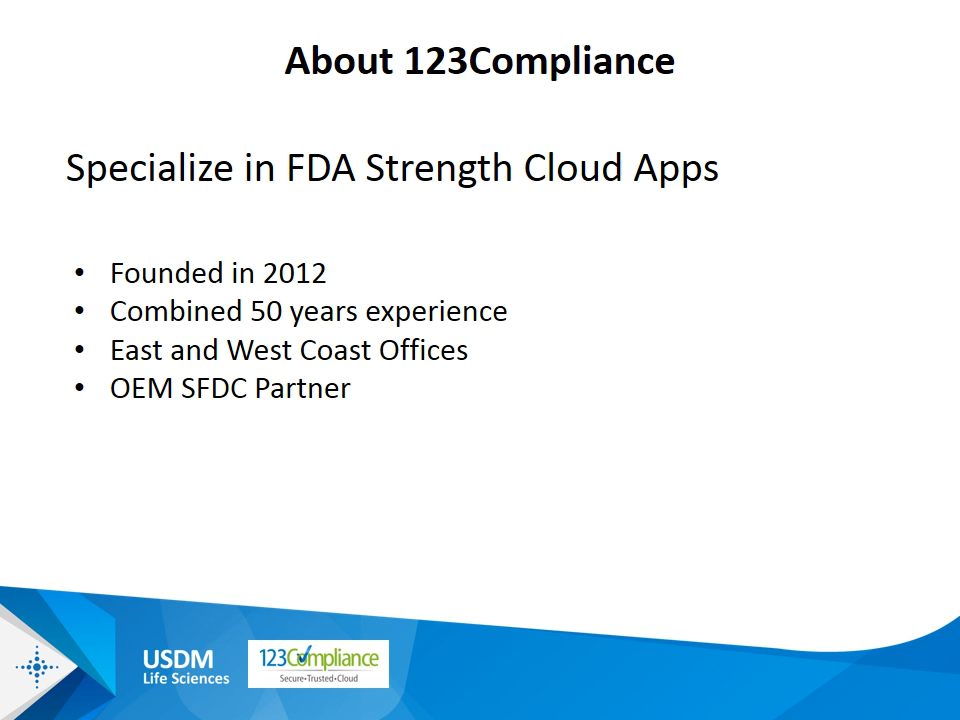 About 123Compliance
Specialize in FDA Strength Cloud Apps
• Founded in 2012
• Combined 50 years experience
• East and West Coast Offices
• OEM SFDC Partner
USDM
Life Sciences
123Compliance
Secure•Trusted•Cloud